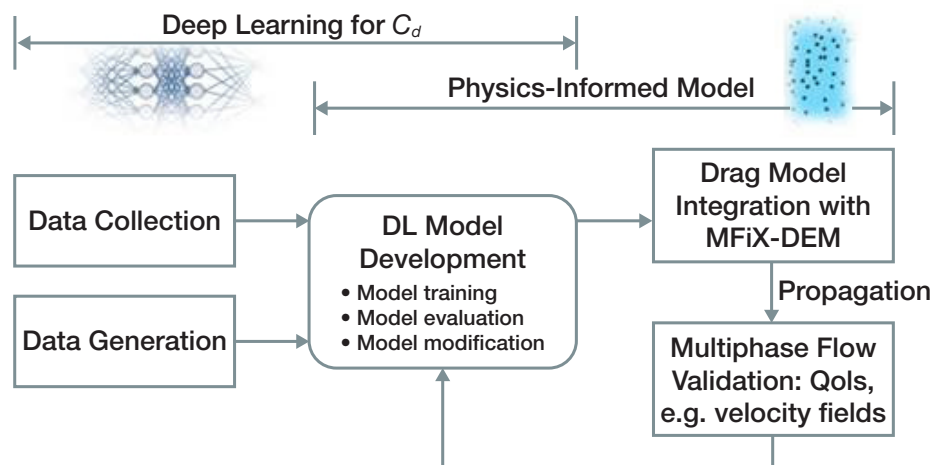 Deep Learning for C_d
Physics-Informed Model
Data Collection
Data Generation
DL Model
Development
• Model training
• Model evaluation
• Model modification
Drag Model
Integration with
MFiX-DEM
Propagation
Multiphase Flow
Validation: QoIs,
e.g. velocity fields